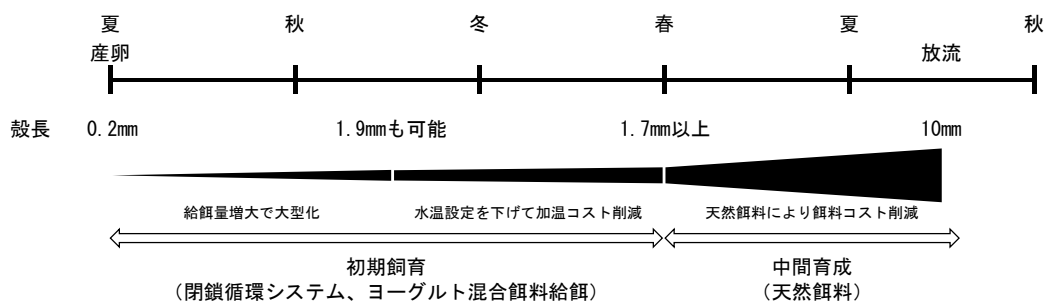 夏 秋 冬 春 夏 秋
産卵 放流
殻長 0.2mm 1.9mmも可能 1.7mm以上 10mm
給餌量増大で大型化 水温設定を下げて加温コスト削減 天然餌料により餌料コスト削減
初期飼育 中間育成
(閉鎖循環システム、ヨーグルト混合餌料給餌) (天然餌料)